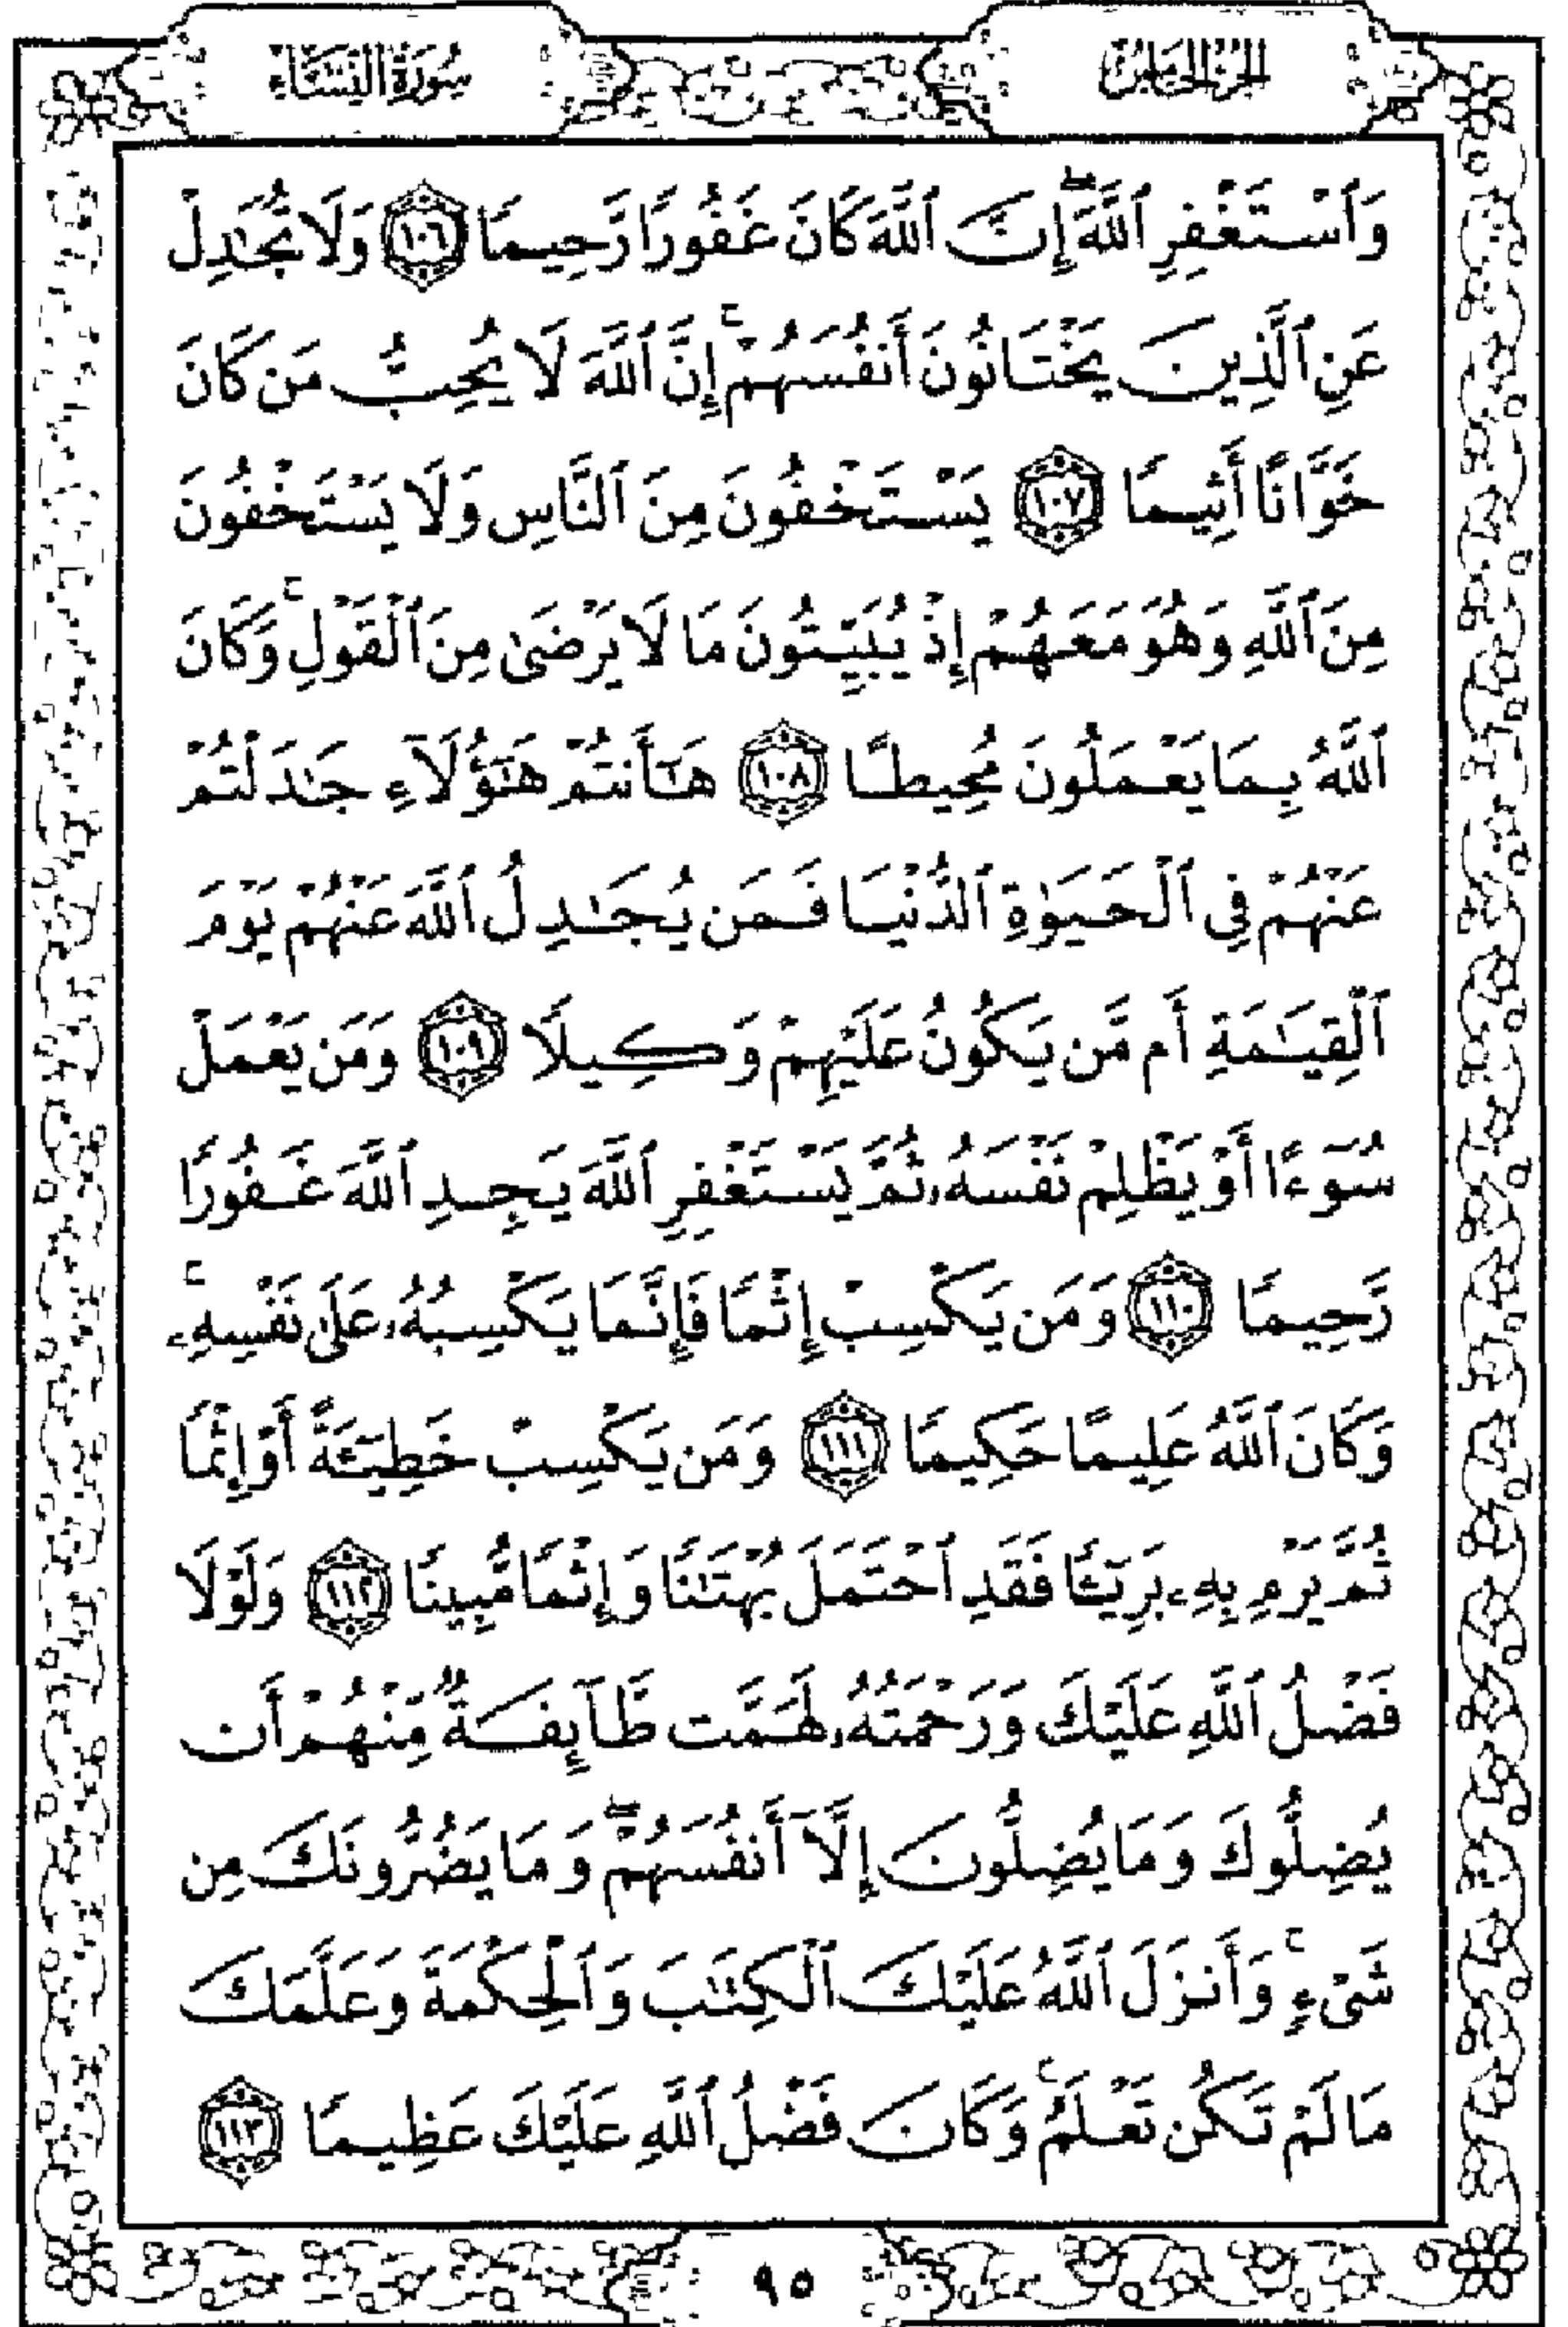 الجزء الخامس
سورة النساء
وَٱسْتَغْفِرِ ٱللَّهَ ۖ إِنَّ ٱللَّهَ كَانَ غَفُورًا رَّحِيمًا ١٠٦ وَلَا تُجَٰدِلْ
عَنِ ٱلَّذِينَ يَخْتَانُونَ أَنفُسَهُمْ ۚ إِنَّ ٱللَّهَ لَا يُحِبُّ مَن كَانَ
خَوَّانًا أَثِيمًا ١٠٧ يَسْتَخْفُونَ مِنَ ٱلنَّاسِ وَلَا يَسْتَخْفُونَ
مِنَ ٱللَّهِ وَهُوَ مَعَهُمْ إِذْ يُبَيِّتُونَ مَا لَا يَرْضَىٰ مِنَ ٱلْقَوْلِ ۚ وَكَانَ
ٱللَّهُ بِمَا يَعْمَلُونَ مُحِيطًا ١٠٨ هَٰٓأَنتُمْ هَٰٓؤُلَآءِ جَٰدَلْتُمْ
عَنْهُمْ فِى ٱلْحَيَوٰةِ ٱلدُّنْيَا فَمَن يُجَٰدِلُ ٱللَّهَ عَنْهُمْ يَوْمَ
ٱلْقِيَٰمَةِ أَم مَّن يَكُونُ عَلَيْهِمْ وَكِيلًا ١٠٩ وَمَن يَعْمَلْ
سُوٓءًا أَوْ يَظْلِمْ نَفْسَهُۥ ثُمَّ يَسْتَغْفِرِ ٱللَّهَ يَجِدِ ٱللَّهَ غَفُورًا
رَّحِيمًا ١١٠ وَمَن يَكْسِبْ إِثْمًا فَإِنَّمَا يَكْسِبُهُۥ عَلَىٰ نَفْسِهِۦ ۚ
وَكَانَ ٱللَّهُ عَلِيمًا حَكِيمًا ١١١ وَمَن يَكْسِبْ خَطِيٓـَٔةً أَوْ إِثْمًا
ثُمَّ يَرْمِ بِهِۦ بَرِيٓـًٔا فَقَدِ ٱحْتَمَلَ بُهْتَٰنًا وَإِثْمًا مُّبِينًا ١١٢ وَلَوْلَا
فَضْلُ ٱللَّهِ عَلَيْكَ وَرَحْمَتُهُۥ لَهَمَّت طَّآئِفَةٌ مِّنْهُمْ أَن
يُضِلُّوكَ وَمَا يُضِلُّونَ إِلَّآ أَنفُسَهُمْ ۖ وَمَا يَضُرُّونَكَ مِن
شَىْءٍ ۚ وَأَنزَلَ ٱللَّهُ عَلَيْكَ ٱلْكِتَٰبَ وَٱلْحِكْمَةَ وَعَلَّمَكَ
مَا لَمْ تَكُن تَعْلَمُ ۚ وَكَانَ فَضْلُ ٱللَّهِ عَلَيْكَ عَظِيمًا ١١٣
٩٥